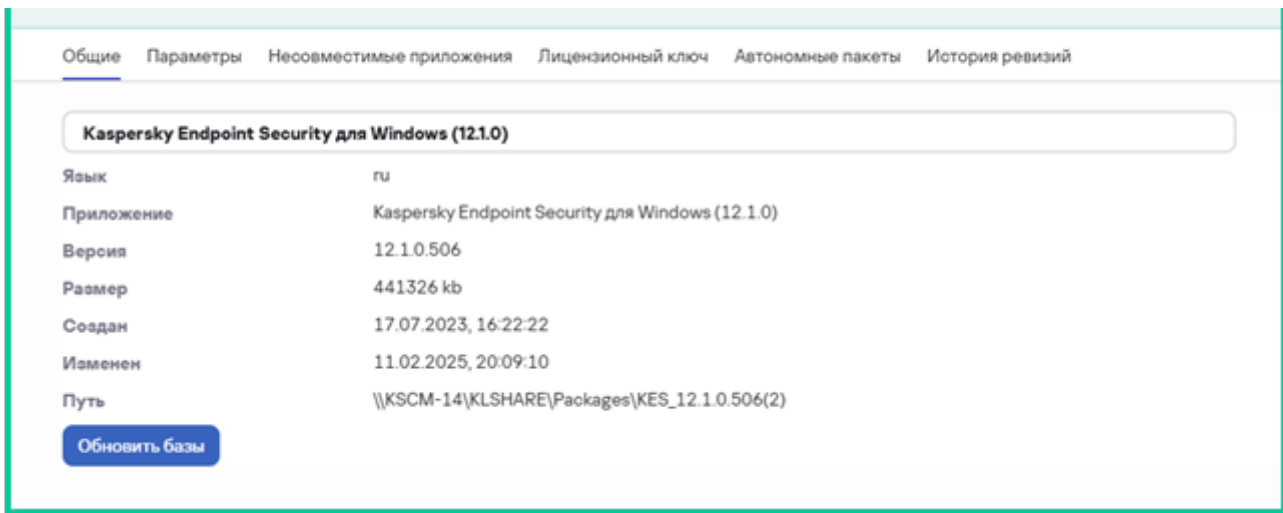 Общие Параметры Несовместимые приложения Лицензионный ключ Автономные пакеты История ревизий
Kaspersky Endpoint Security для Windows (12.1.0)
Язык ru
Приложение Kaspersky Endpoint Security для Windows (12.1.0)
Версия 12.1.0.506
Размер 441326 kb
Создан 17.07.2023, 16:22:22
Изменен 11.02.2025, 20:09:10
Путь \\KSCM-14\KLSHARE\Packages\KES_12.1.0.506(2)
Обновить базы